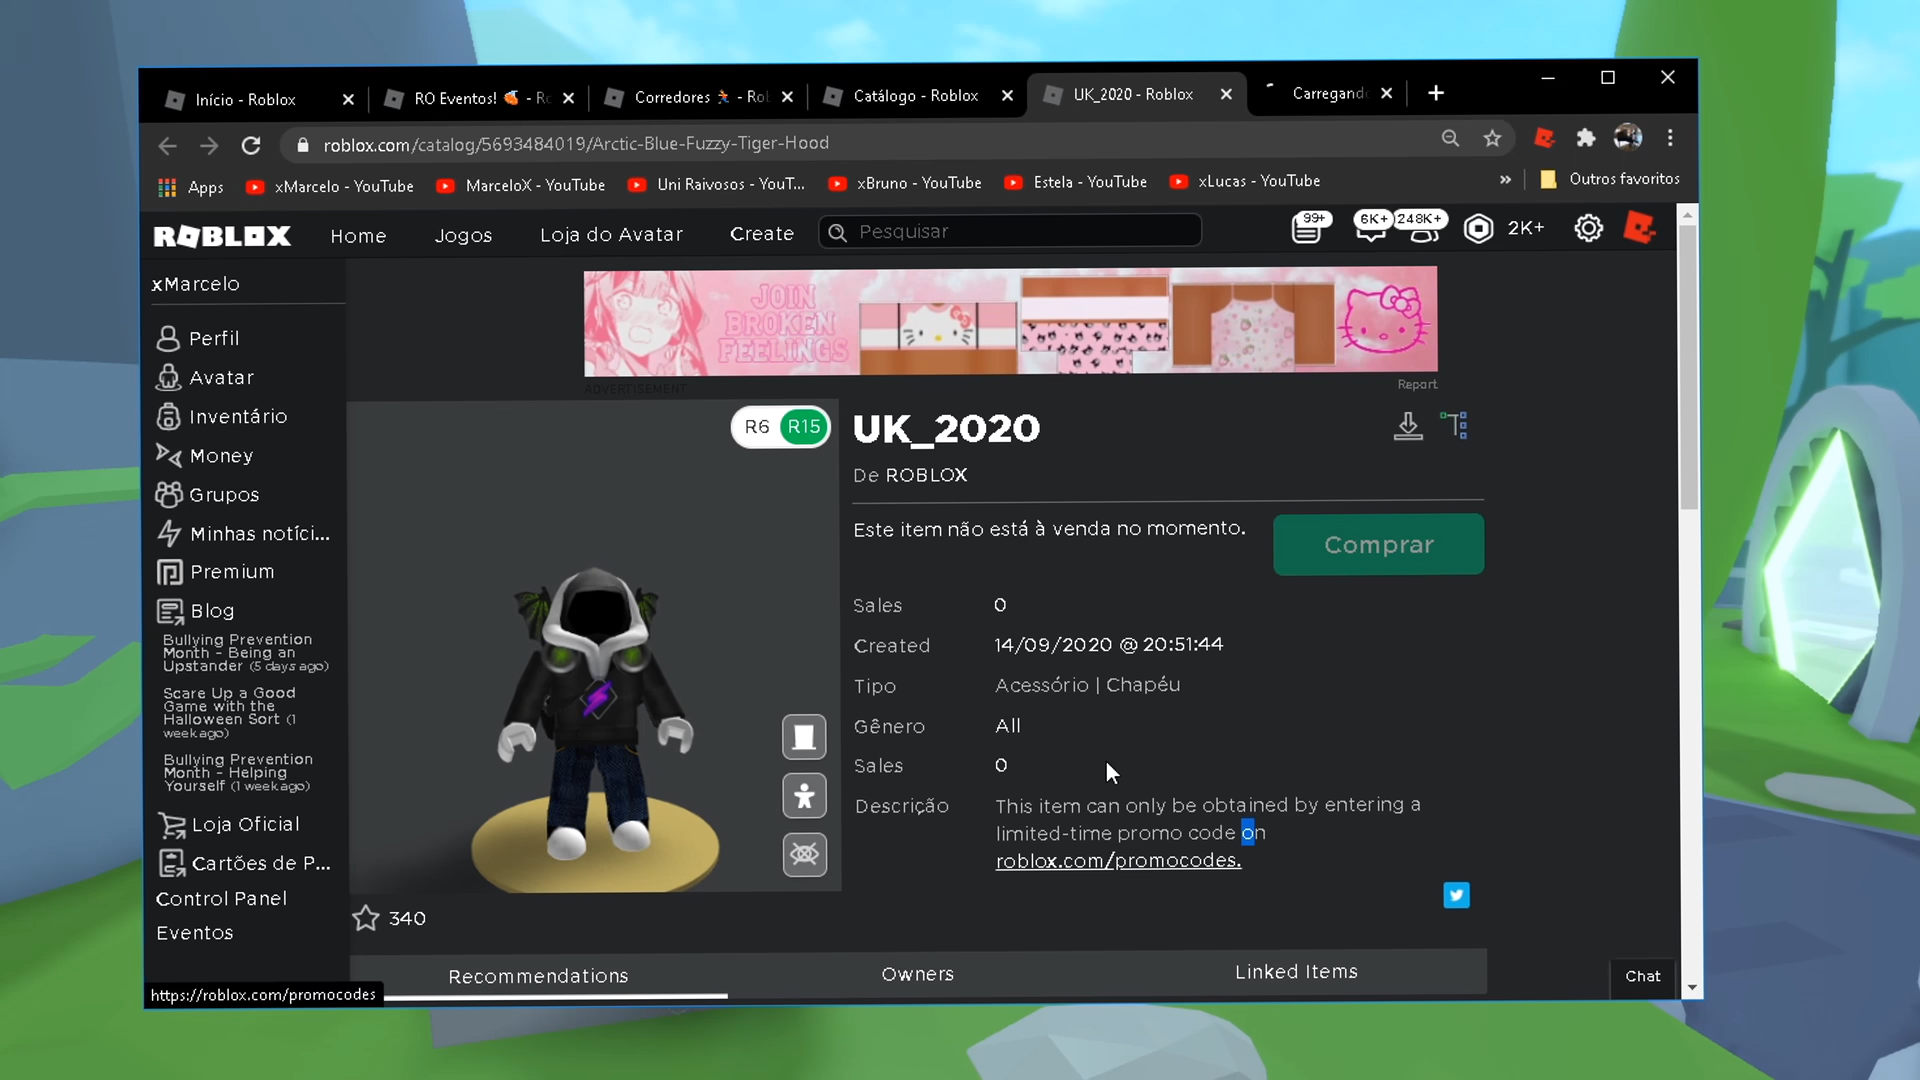 Início - Roblox
RO Eventos! - Ro
Corredores - Rob
Catálogo - Roblox
UK_2020 - Roblox
Carregand
roblox.com/catalog/5693484019/Arctic-Blue-Fuzzy-Tiger-Hood
Apps
xMarcelo - YouTube
MarceloX - YouTube
Uni Raivosos - YouT...
xBruno - YouTube
Estela - YouTube
xLucas - YouTube
»
Outros favoritos
ROBLOX
Home
Jogos
Loja do Avatar
Create
Pesquisar
99+
6K+
248K+
2K+
xMarcelo
Perfil
Avatar
Inventário
Money
Grupos
Minhas notíci...
Premium
Blog
Bullying Prevention
Month - Being an
Upstander (5 days ago)
Scare Up a Good
Game with the
Halloween Sort (1
week ago)
Bullying Prevention
Month - Helping
Yourself (1 week ago)
Loja Oficial
Cartões de P...
Control Panel
Eventos
https://roblox.com/promocodes
JOIN
BROKEN
FEELINGS
ADVERTISEMENT
Report
R6
R15
UK_2020
De ROBLOX
Este item não está à venda no momento.
Comprar
Sales 0
Created 14/09/2020 @ 20:51:44
Tipo Acessório | Chapéu
Gênero All
Sales 0
Descrição This item can only be obtained by entering a
limited-time promo code on
roblox.com/promocodes.
340
Recommendations
Owners
Linked Items
Chat